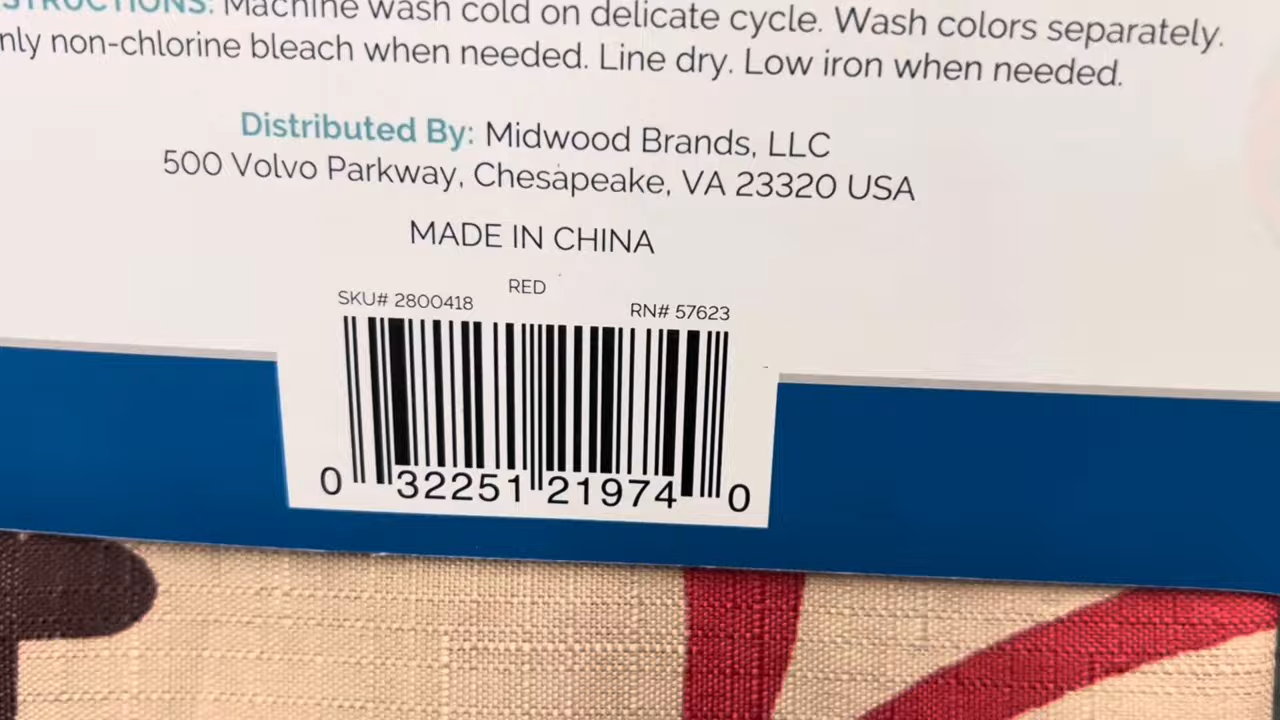 STRUCTIONS: Machine wash cold on delicate cycle. Wash colors separately.
nly non-chlorine bleach when needed. Line dry. Low iron when needed.
Distributed By: Midwood Brands, LLC
500 Volvo Parkway, Chesapeake, VA 23320 USA
MADE IN CHINA
RED
SKU# 2800418 RN# 57623
0 32251 21974 0